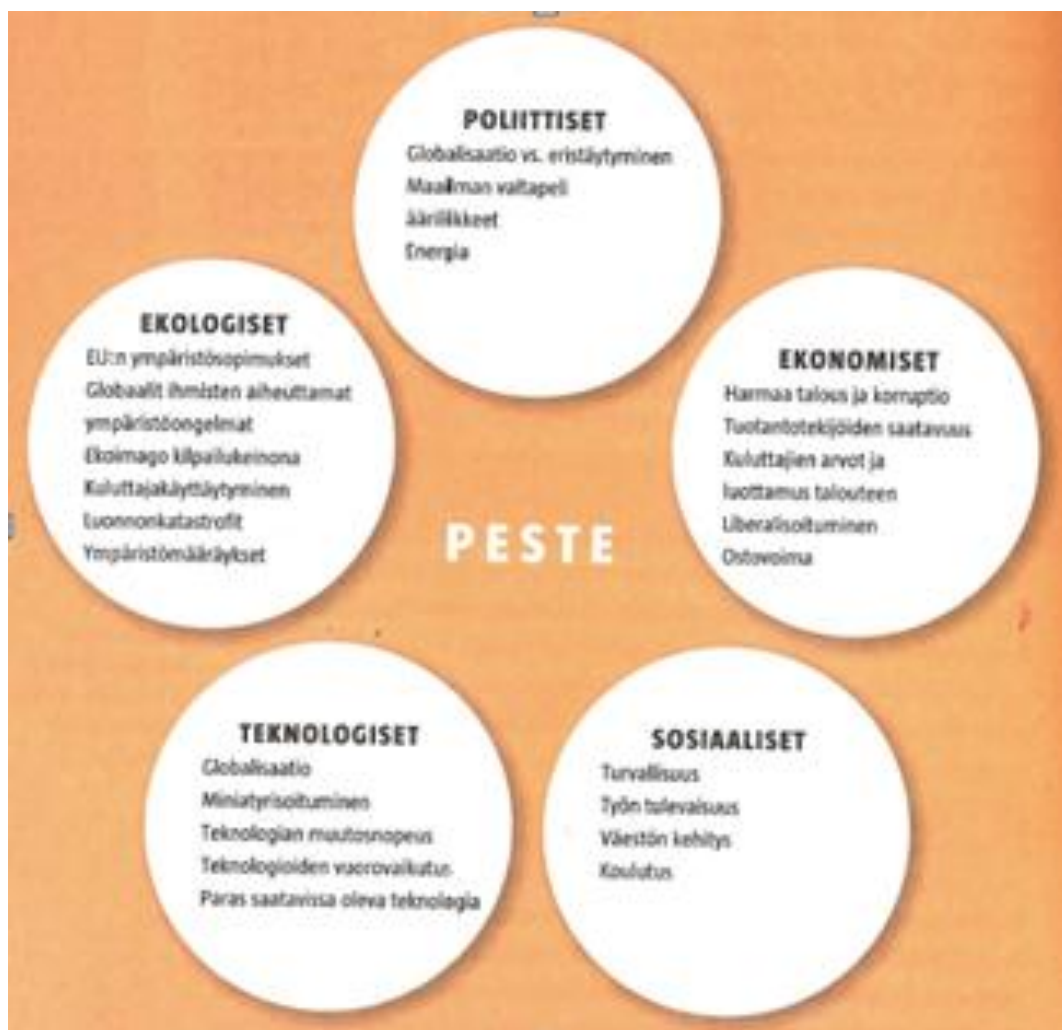 POLIITTISET
Globalisaatio vs. eristäytyminen
Maailman valtapeli
ääriliikkeet
Energia
EKOLOGISET
EU:n ympäristösopimukset
Globaalit ihmisten aiheuttamat
ympäristöongelmat
Ekoimago kilpailukeinona
Kuluttajakäyttäytyminen
Luonnonkatastrofit
Ympäristömääräykset
EKONOMISET
Harmaa talous ja korruptio
Tuotantotekijöiden saatavuus
Kuluttajien arvot ja
luottamus talouteen
Liberalisoituminen
Ostovoima
PESTE
TEKNOLOGISET
Globalisaatio
Miniatyrisoituminen
Teknologian muutosnopeus
Teknologioiden vuorovaikutus
Paras saatavissa oleva teknologia
SOSIAALISET
Turvallisuus
Työn tulevaisuus
Väestön kehitys
Koulutus